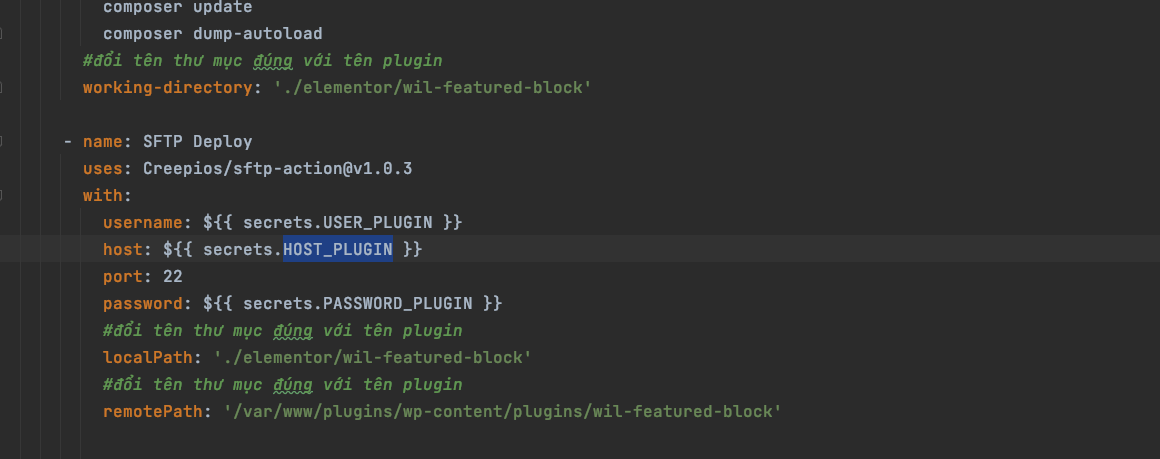 composer update
composer dump-autoload
#đổi tên thư mục đúng với tên plugin
working-directory: './elementor/wil-featured-block'
- name: SFTP Deploy
uses: Creepios/sftp-action@v1.0.3
with:
username: ${{ secrets.USER_PLUGIN }}
host: ${{ secrets.HOST_PLUGIN }}
port: 22
password: ${{ secrets.PASSWORD_PLUGIN }}
#đổi tên thư mục đúng với tên plugin
localPath: './elementor/wil-featured-block'
#đổi tên thư mục đúng với tên plugin
remotePath: '/var/www/plugins/wp-content/plugins/wil-featured-block'